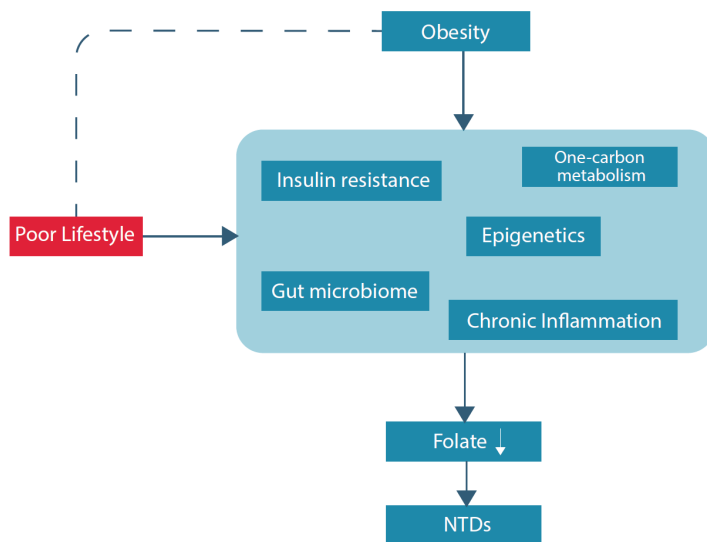 Obesity
Insulin resistance
One-carbon
metabolism
Poor Lifestyle
Epigenetics
Gut microbiome
Chronic Inflammation
Folate ↓
NTDs